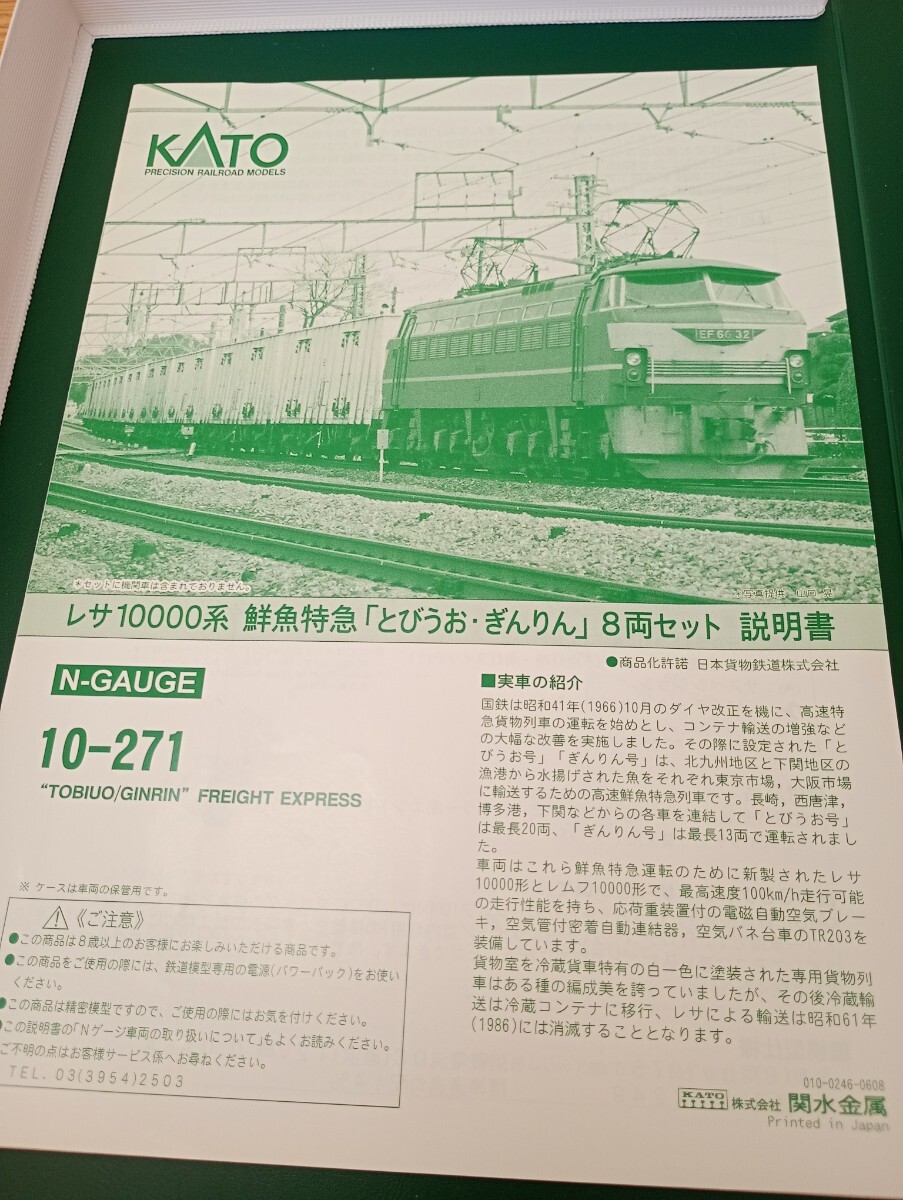 KATO
PRECISION RAILROAD MODELS
EF66 32
＊セットに機関車は含まれておりません。
＊写真提供
レサ10000系 鮮魚特急「とびうお・ぎんりん」8両セット 説明書
●商品化許諾 日本貨物鉄道株式会社
N-GAUGE
10-271
“TOBIUO/GINRIN” FREIGHT EXPRESS
※ ケースは車両の保管用です。
《ご注意》
●この商品は8歳以上のお客様にお楽しみいただける商品です。
●この商品をご使用の際には、鉄道模型専用の電源(パワーパック)をお使い
ください。
●この商品は精密模型ですので、ご使用の際にはお気を付けください。
●この説明書の「Nゲージ車両の取り扱いについて」もよくお読みください。
ご不明の点はお客様サービス係へお尋ねください。
TEL. 03(3954)2503
■実車の紹介
国鉄は昭和41年(1966)10月のダイヤ改正を機に、高速特
急貨物列車の運転を始めとし、コンテナ輸送の増強など
の大幅な改善を実施しました。その際に設定された「と
びうお号」「ぎんりん号」は、北九州地区と下関地区の
漁港から水揚げされた魚をそれぞれ東京市場，大阪市場
に輸送するための高速鮮魚特急列車です。長崎，西唐津，
博多港，下関などからの各車を連結して「とびうお号」
は最長20両、「ぎんりん号」は最長13両で運転されまし
た。
車両はこれら鮮魚特急運転のために新製されたレサ
10000形とレムフ10000形で、最高速度100km/h走行可能
の走行性能を持ち、応荷重装置付の電磁自動空気ブレー
キ，空気管付密着自動連結器，空気バネ台車のTR203を
装備しています。
貨物室を冷蔵貨車特有の白一色に塗装された専用貨物列
車はある種の編成美を誇っていましたが、その後冷蔵輸
送は冷蔵コンテナに移行、レサによる輸送は昭和61年
(1986)には消滅することとなります。
010-0246-0608
KATO 株式会社 関水金属
Printed in Japan